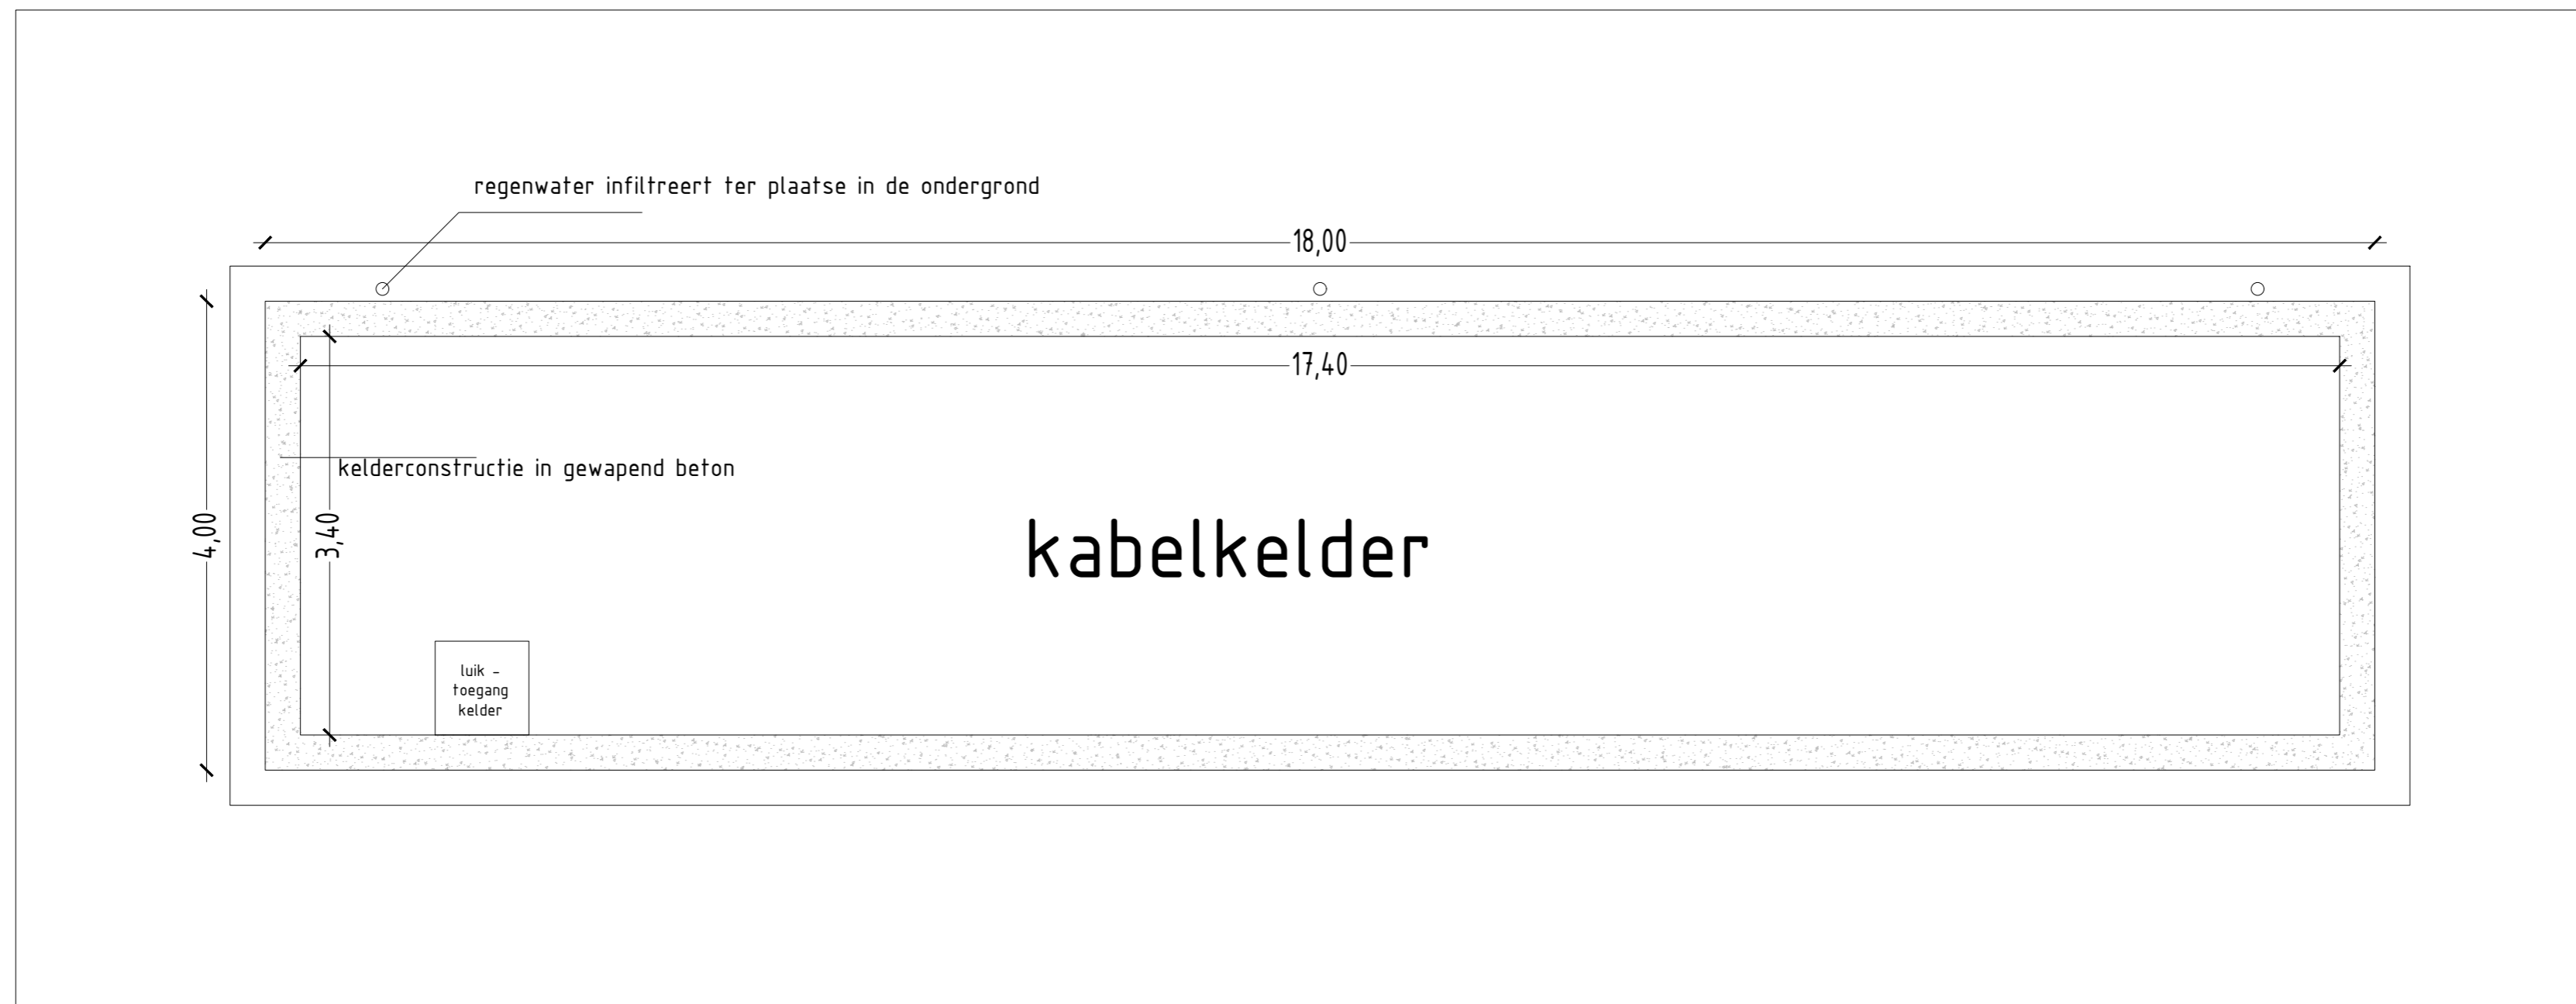 regenwater infiltreert ter plaatse in de ondergrond
18,00
17,40
kelderconstructie in gewapend beton
4,00
3,40
kabelkelder
luik -
toegang
kelder